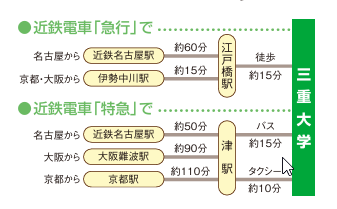 ●近鉄電車「急行」で
名古屋から 近鉄名古屋駅 約60分
京都・大阪から 伊勢中川駅 約15分
江戸橋駅
徒歩
約15分
●近鉄電車「特急」で
名古屋から 近鉄名古屋駅 約50分
大阪から 大阪難波駅 約90分
京都から 京都駅 約110分
津駅
バス
約15分
タクシー
約10分
三重大学